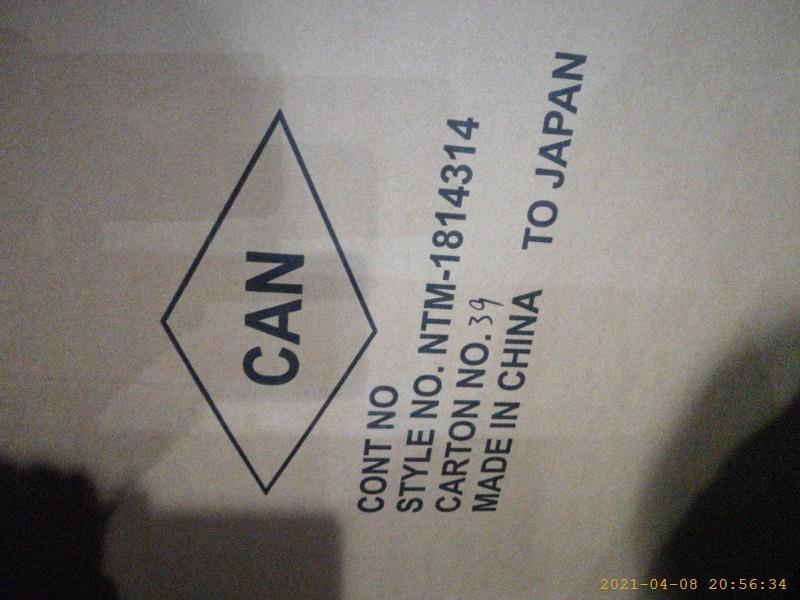 CAN
CONT NO
STYLE NO. NTM-1814314
CARTON NO. 39
MADE IN CHINA TO JAPAN
2021-04-08 20:56:34